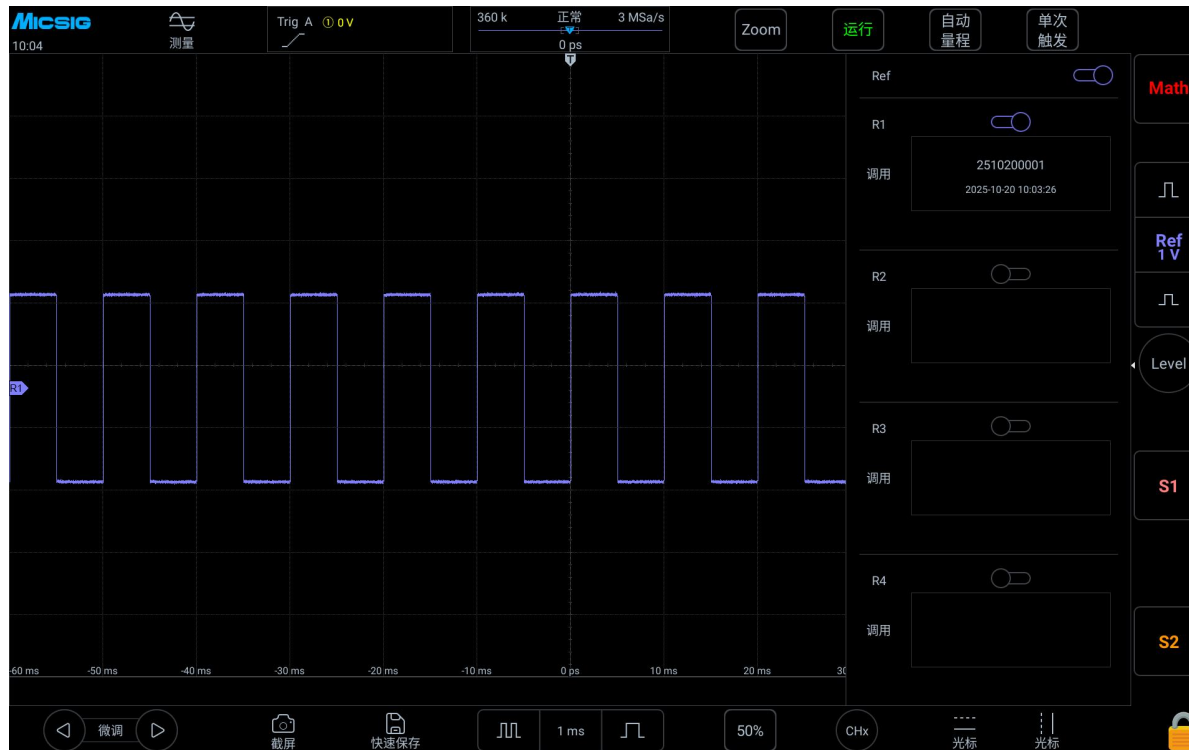 Micsig
10:04
测量
Trig A ① 0 V
360 k 正常 3 MSa/s
0 ps
Zoom
运行
自动
量程
单次
触发
T
Ref
R1
调用
2510200001
2025-10-20 10:03:26
R2
调用
R3
调用
R4
调用
Math
Ref
1 V
Level
S1
S2
R1
-60 ms -50 ms -40 ms -30 ms -20 ms -10 ms 0 ps 10 ms 20 ms 30
微调
截屏
快速保存
1 ms
50%
CHx
光标
光标